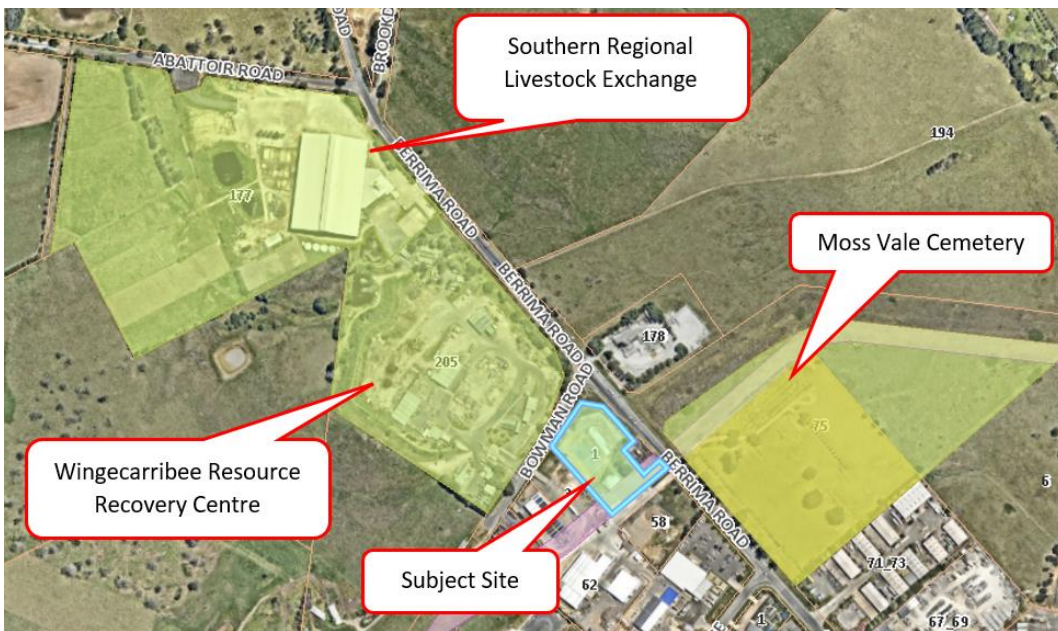 ROAD
BROOKD
ABATTOIR ROAD
Southern Regional
Livestock Exchange
BERRIMA ROAD
194
177
Moss Vale Cemetery
BERRIMA ROAD
178
205
BOWMAN ROAD
75
1
BERRIMA ROAD
Wingecarribee Resource
Recovery Centre
6
58
71_73
Subject Site
62
1
67_69